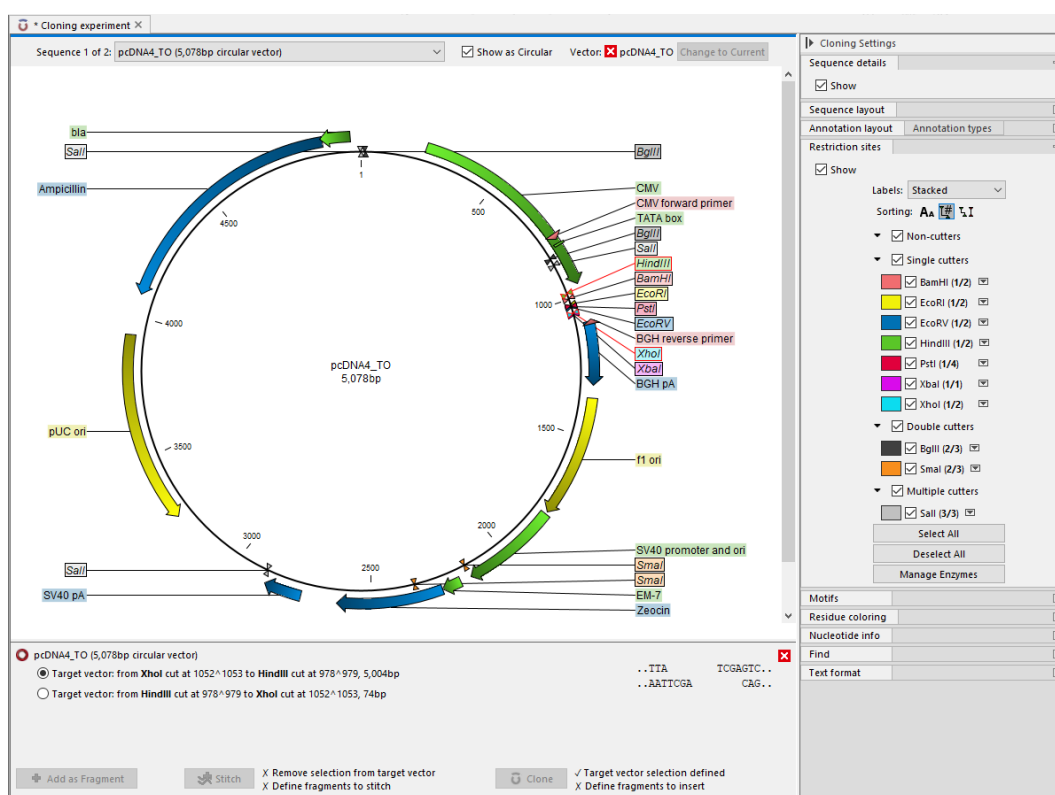 * Cloning experiment
Sequence 1 of 2: pcDNA4_TO (5,078bp circular vector) Show as Circular Vector: pcDNA4_TO Change to Current
bla
SalI
Ampicillin
pUC ori
SalI
SV40 pA
1
500
1000
1500
2000
2500
3000
3500
4000
4500
pcDNA4_TO
5,078bp
BglII
CMV
CMV forward primer
TATA box
BglII
SalI
HindIII
BamHI
EcoRI
PstI
EcoRV
BGH reverse primer
XhoI
XbaI
BGH pA
f1 ori
SV40 promoter and ori
SmaI
SmaI
EM-7
Zeocin
pcDNA4_TO (5,078bp circular vector)
Target vector: from XhoI cut at 1052^1053 to HindIII cut at 978^979, 5,004bp
Target vector: from HindIII cut at 978^979 to XhoI cut at 1052^1053, 74bp
..TTA TCGAGTC..
..AATTCGA CAG..
Add as Fragment
Stitch
X Remove selection from target vector
X Define fragments to stitch
Clone
✓ Target vector selection defined
X Define fragments to insert
Cloning Settings
Sequence details
Show
Sequence layout
Annotation layout Annotation types
Restriction sites
Show
Labels: Stacked
Sorting: AA I# II
Non-cutters
Single cutters
BamHI (1/2)
EcoRI (1/2)
EcoRV (1/2)
HindIII (1/2)
PstI (1/4)
XbaI (1/1)
XhoI (1/2)
Double cutters
BglII (2/3)
SmaI (2/3)
Multiple cutters
SalI (3/3)
Select All
Deselect All
Manage Enzymes
Motifs
Residue coloring
Nucleotide info
Find
Text format